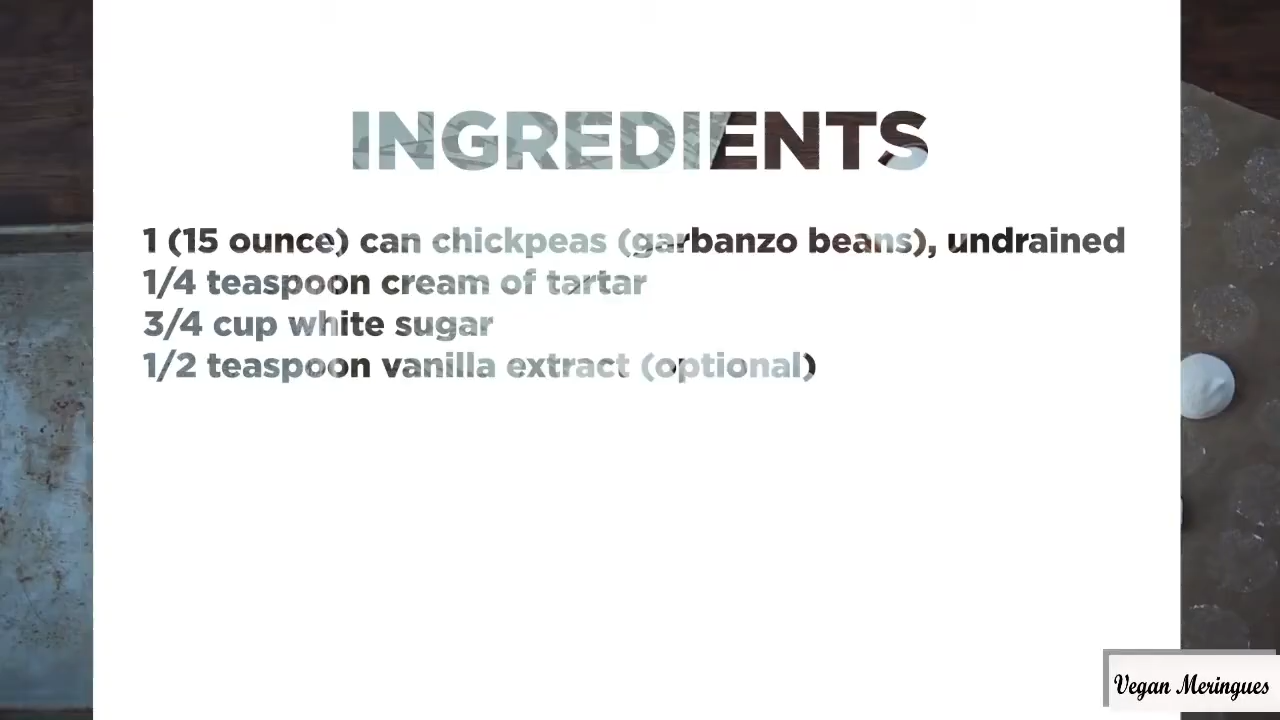 INGREDIENTS
1 (15 ounce) can chickpeas (garbanzo beans), undrained
1/4 teaspoon cream of tartar
3/4 cup white sugar
1/2 teaspoon vanilla extract (optional)
Vegan Meringues